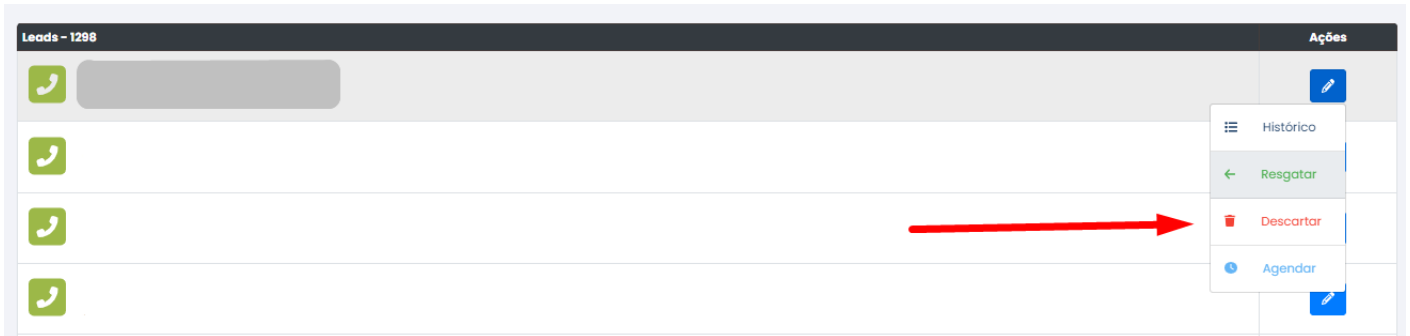 Leads - 1298 Ações
Histórico
Resgatar
Descartar
Agendar